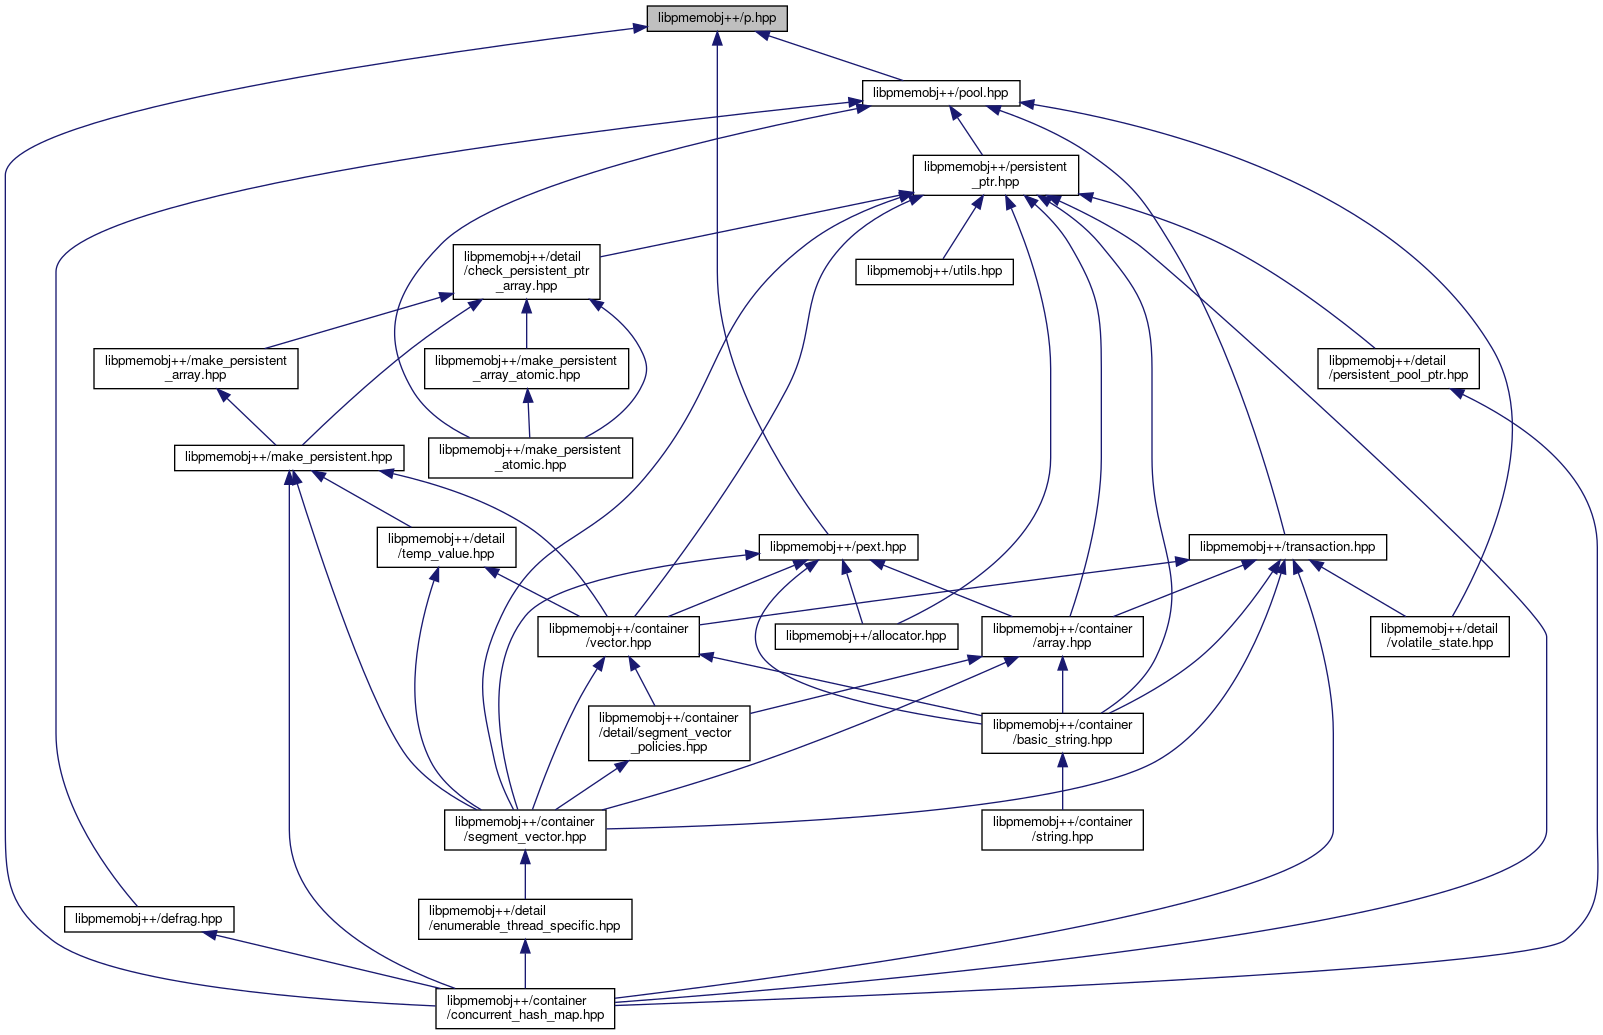 libpmemobj++/p.hpp
libpmemobj++/pool.hpp
libpmemobj++/persistent
_ptr.hpp
libpmemobj++/detail
/check_persistent_ptr
_array.hpp
libpmemobj++/utils.hpp
libpmemobj++/make_persistent
_array.hpp
libpmemobj++/make_persistent
_array_atomic.hpp
libpmemobj++/detail
/persistent_pool_ptr.hpp
libpmemobj++/make_persistent.hpp
libpmemobj++/make_persistent
_atomic.hpp
libpmemobj++/detail
/temp_value.hpp
libpmemobj++/pext.hpp
libpmemobj++/transaction.hpp
libpmemobj++/container
/vector.hpp
libpmemobj++/allocator.hpp
libpmemobj++/container
/array.hpp
libpmemobj++/detail
/volatile_state.hpp
libpmemobj++/container
/detail/segment_vector
_policies.hpp
libpmemobj++/container
/basic_string.hpp
libpmemobj++/container
/segment_vector.hpp
libpmemobj++/container
/string.hpp
libpmemobj++/defrag.hpp
libpmemobj++/detail
/enumerable_thread_specific.hpp
libpmemobj++/container
/concurrent_hash_map.hpp